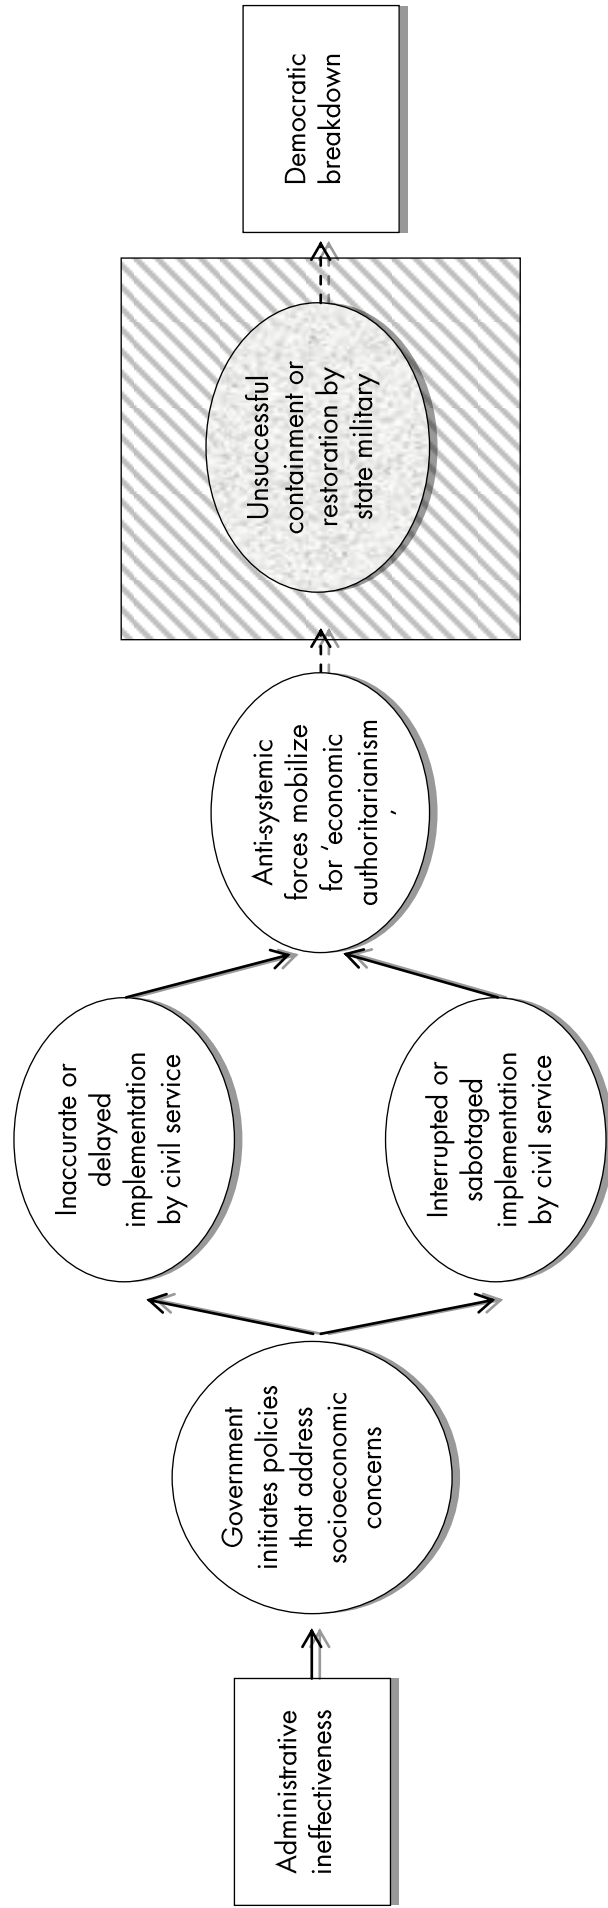 Administrative
ineffectiveness
Government
initiates policies
that address
socioeconomic
concerns
Inaccurate or
delayed
implementation
by civil service
Interrupted or
sabotaged
implementation
by civil service
Anti-systemic
forces mobilize
for ‘economic
authoritarianism
’
Unsuccessful
containment or
restoration by
state military
Democratic
breakdown